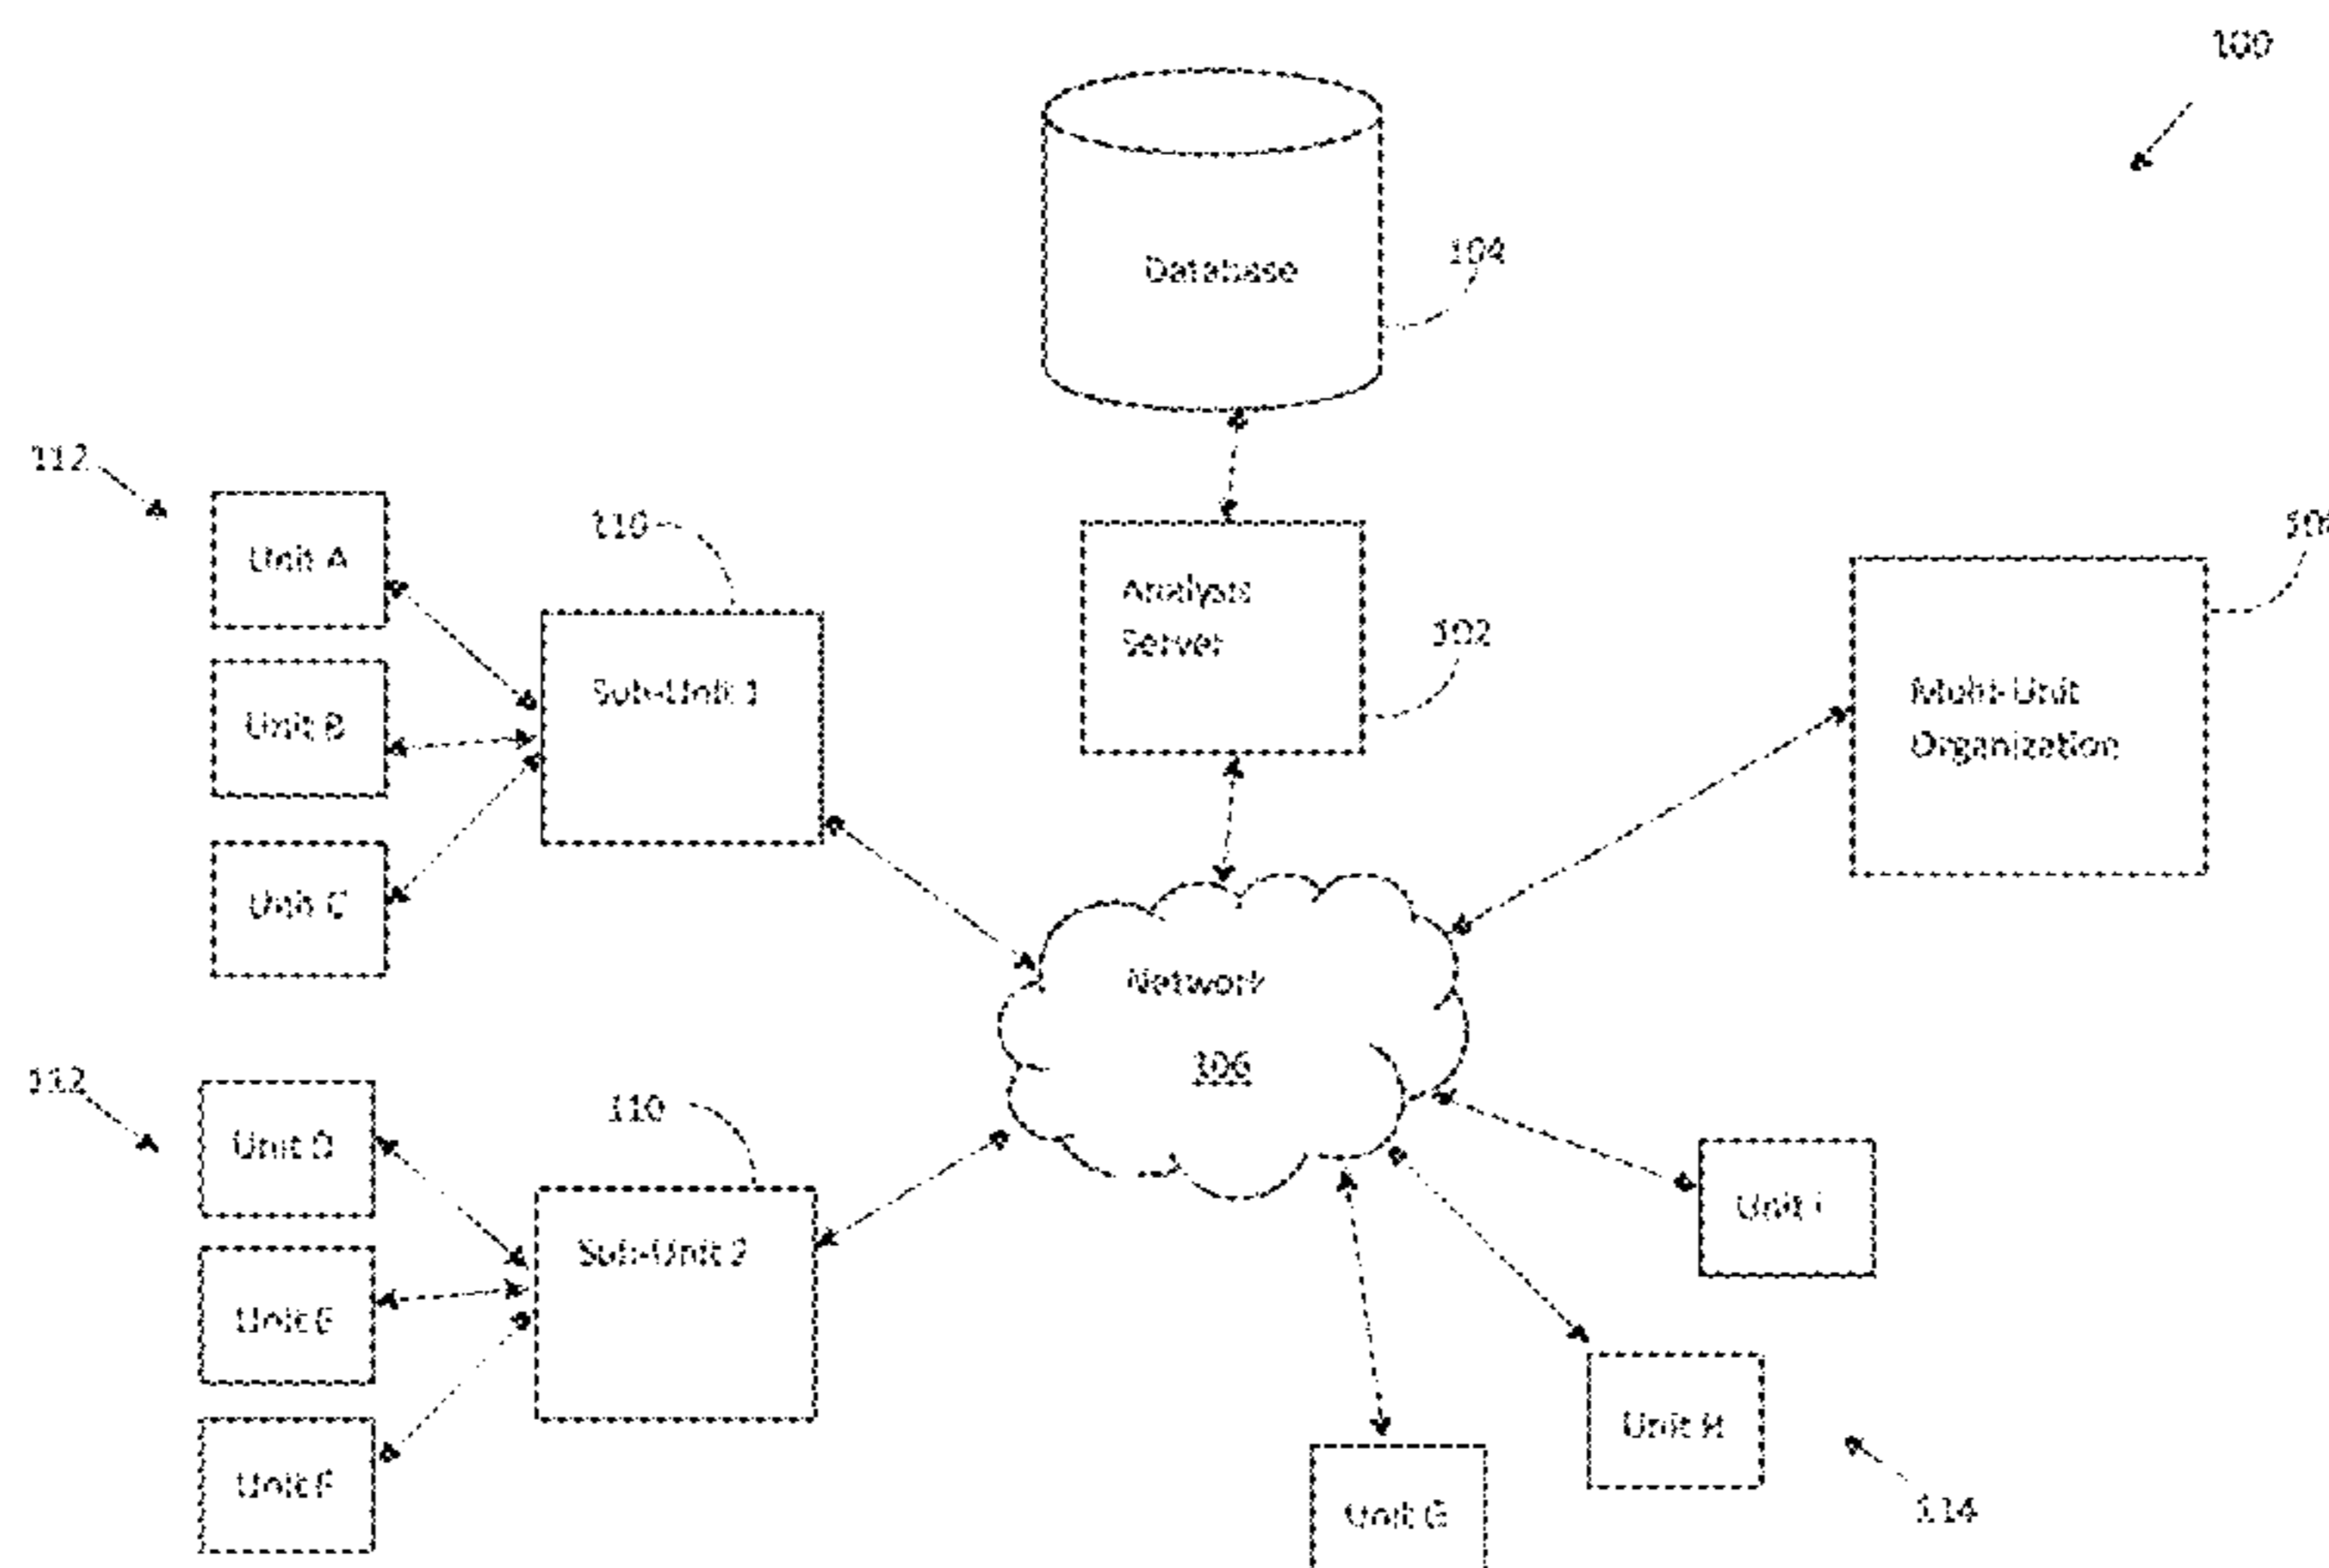 100
Database
104
112
Unit A
110
Analysis
Server
102
Sub-Unit 1
Unit B
Multi-Unit
Organization
Unit C
Network
106
112
Unit D
110
Unit E
Sub-Unit 2
Unit F
Unit I
Unit H
Unit G
114